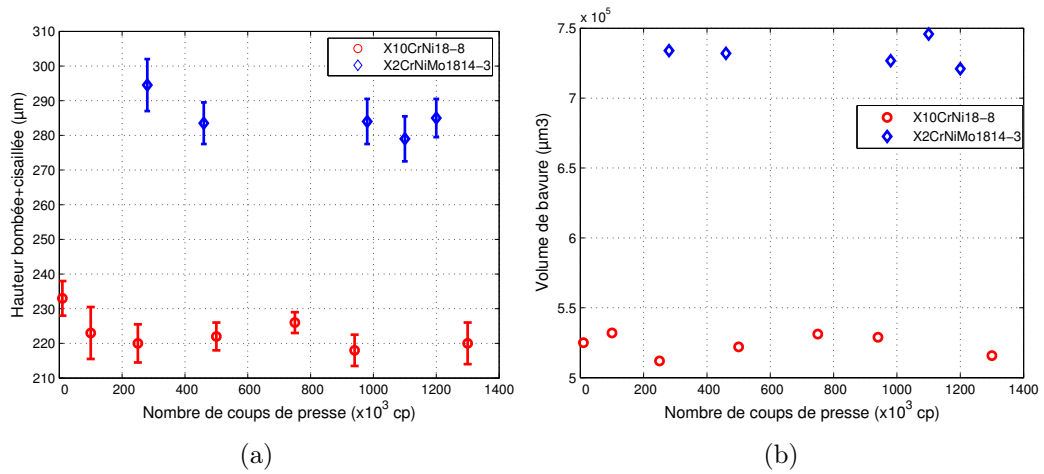 310
300
290
280
270
260
250
240
230
220
210
0 200 400 600 800 1000 1200 1400
Hauteur bombée+cisaillée (µm)
Nombre de coups de presse (x10³ cp)
X10CrNi18-8
X2CrNiMo1814-3
(a)
x 10⁵
7.5
7
6.5
6
5.5
5
0 200 400 600 800 1000 1200 1400
Volume de bavure (µm3)
Nombre de coups de presse (x10³ cp)
X10CrNi18-8
X2CrNiMo1814-3
(b)